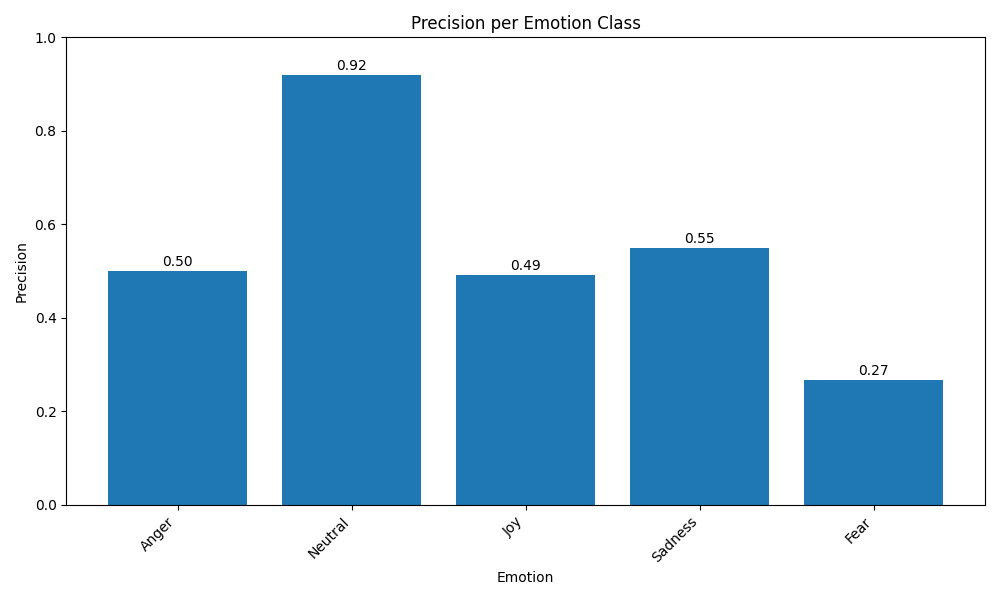 Precision per Emotion Class
1.0
0.8
0.6
0.4
0.2
0.0
Precision
0.50
0.92
0.49
0.55
0.27
Anger
Neutral
Joy
Sadness
Fear
Emotion